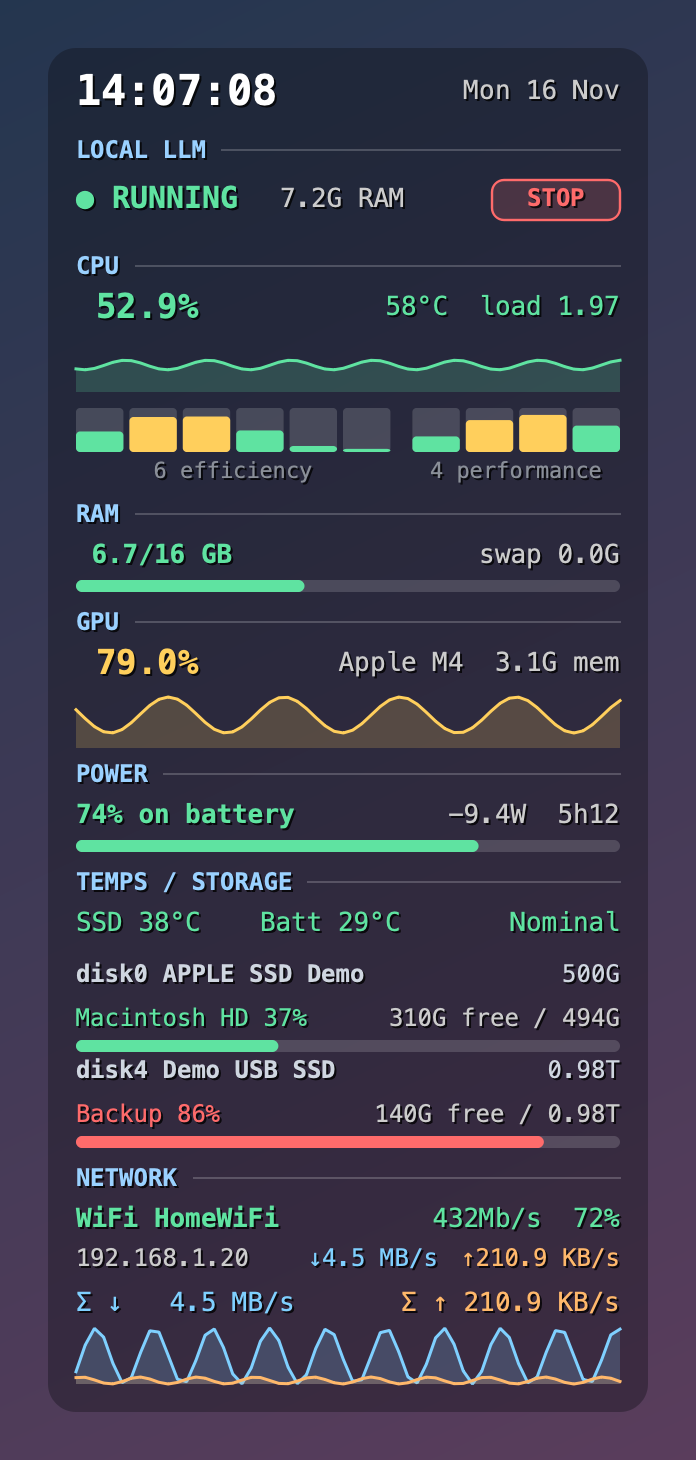 14:07:08 Mon 16 Nov
LOCAL LLM
● RUNNING 7.2G RAM STOP
CPU
52.9% 58°C load 1.97
6 efficiency 4 performance
RAM
6.7/16 GB swap 0.0G
GPU
79.0% Apple M4 3.1G mem
POWER
74% on battery −9.4W 5h12
TEMPS / STORAGE
SSD 38°C Batt 29°C Nominal
disk0 APPLE SSD Demo 500G
Macintosh HD 37% 310G free / 494G
disk4 Demo USB SSD 0.98T
Backup 86% 140G free / 0.98T
NETWORK
WiFi HomeWiFi 432Mb/s 72%
192.168.1.20 ↓4.5 MB/s ↑210.9 KB/s
Σ ↓ 4.5 MB/s Σ ↑ 210.9 KB/s